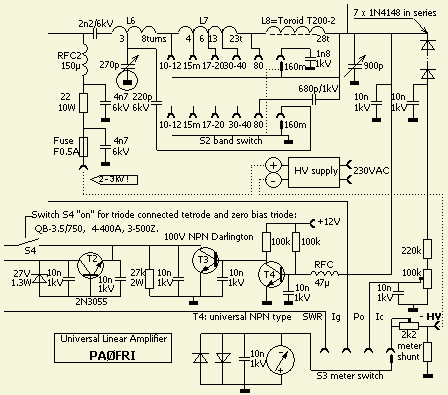 2n2/6kV
L6
L7
L8=Toroid T200-2
7 x 1N4148 in series
3
8turns
4
6
13
23t
28t
RFC2
150µ
270p
10-12
15m
17-20
30-40
80
160m
1n8
1kV
900p
22
10W
4n7
6kV
220p
6kV
680p/1kV
10n
1kV
10n
1kV
10-12
15m
17-20
30-40
80
160m
Fuse
F0.5A
4n7
6kV
S2 band switch
2-3kV!
+
−
HV supply
230VAC
Switch S4 "on" for triode connected tetrode and zero bias triode:
QB-3.5/750, 4-400A, 3-500Z.
+12V
S4
100V NPN Darlington
100k
100k
220k
27V
1.3W
10n
1kV
T2
10n
1kV
27k
2W
10n
1kV
T3
10n
1kV
T4
RFC
47µ
100k
2N3055
10n
1kV
10n
1kV
T4: universal NPN type
SWR
Ig
Po
Ic
- HV
Universal Linear Amplifier
PAØFRI
10n
1kV
+
−
2k2
meter
shunt
S3 meter switch